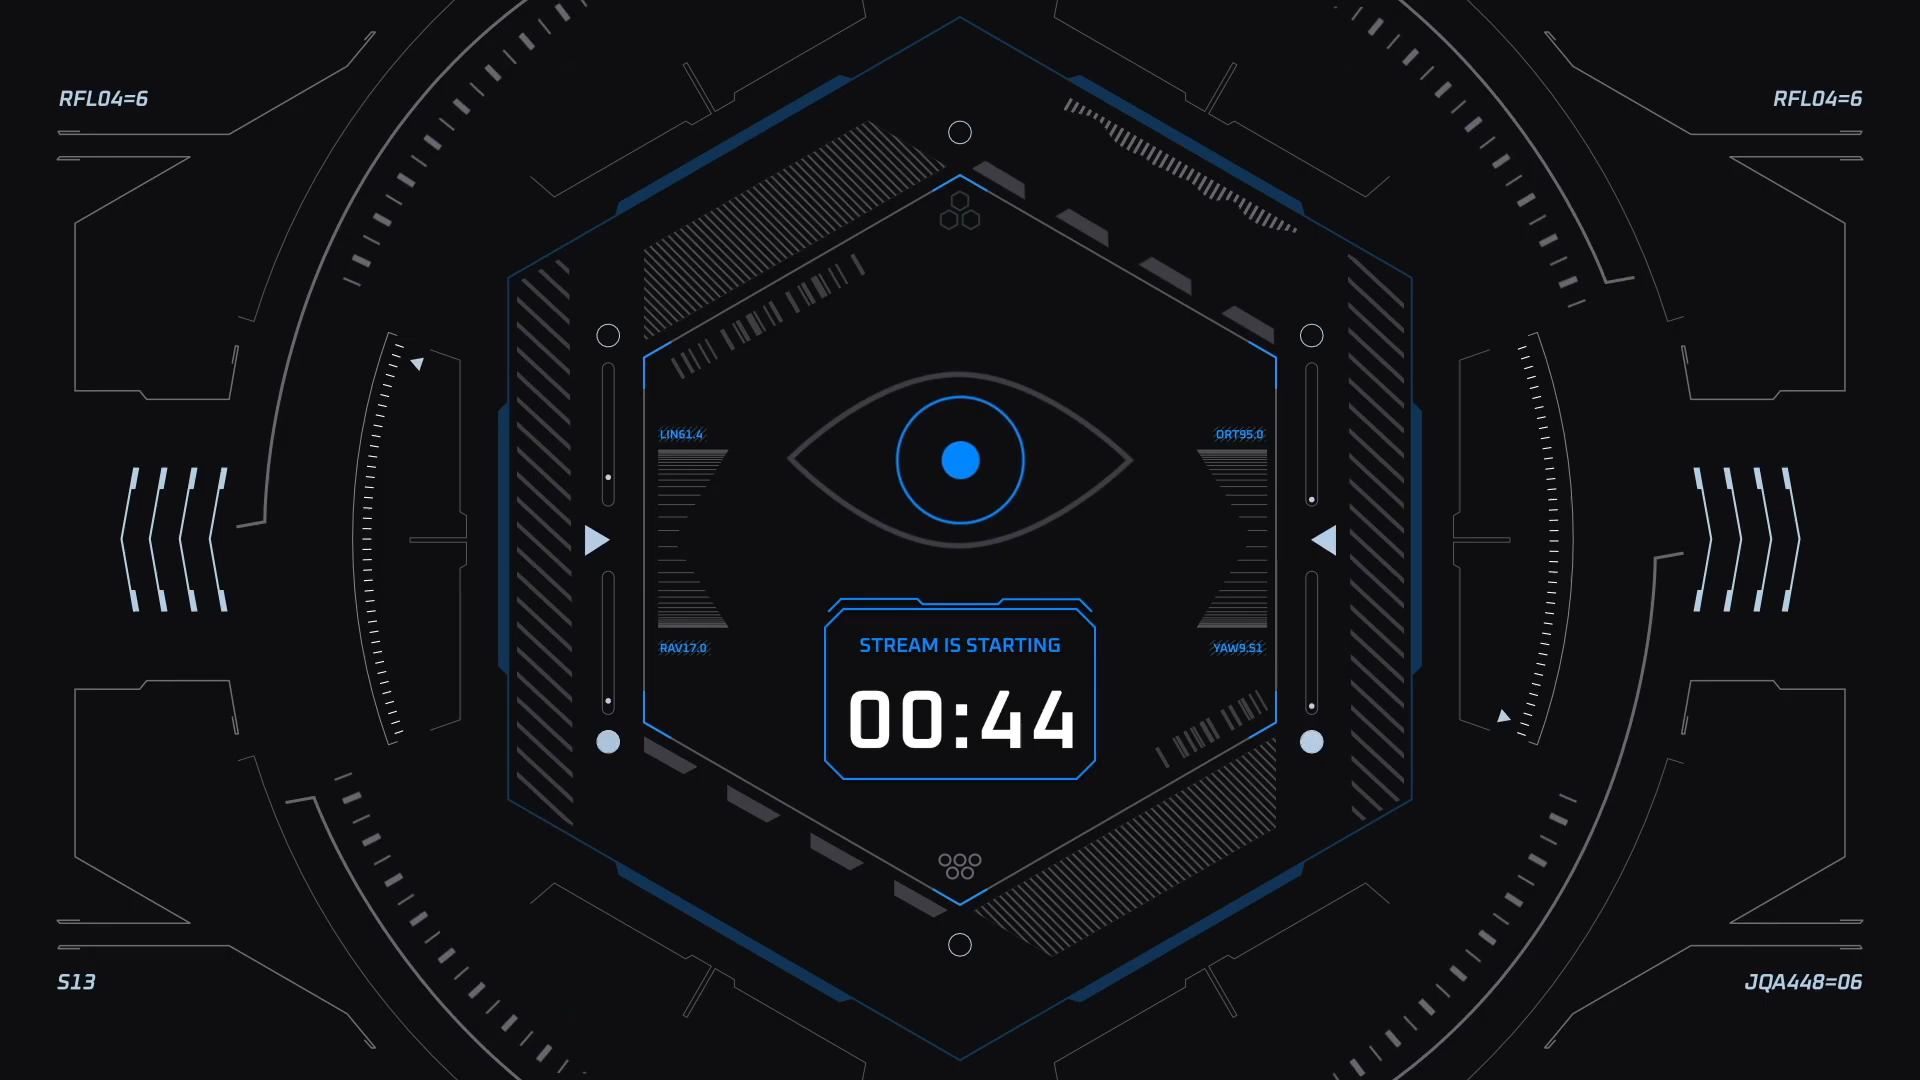 RFL04=6
RFL04=6
LIN61.4
ORT95.0
STREAM IS STARTING
RAV17.0
YAW9.51
00:44
S13
JQA448=06